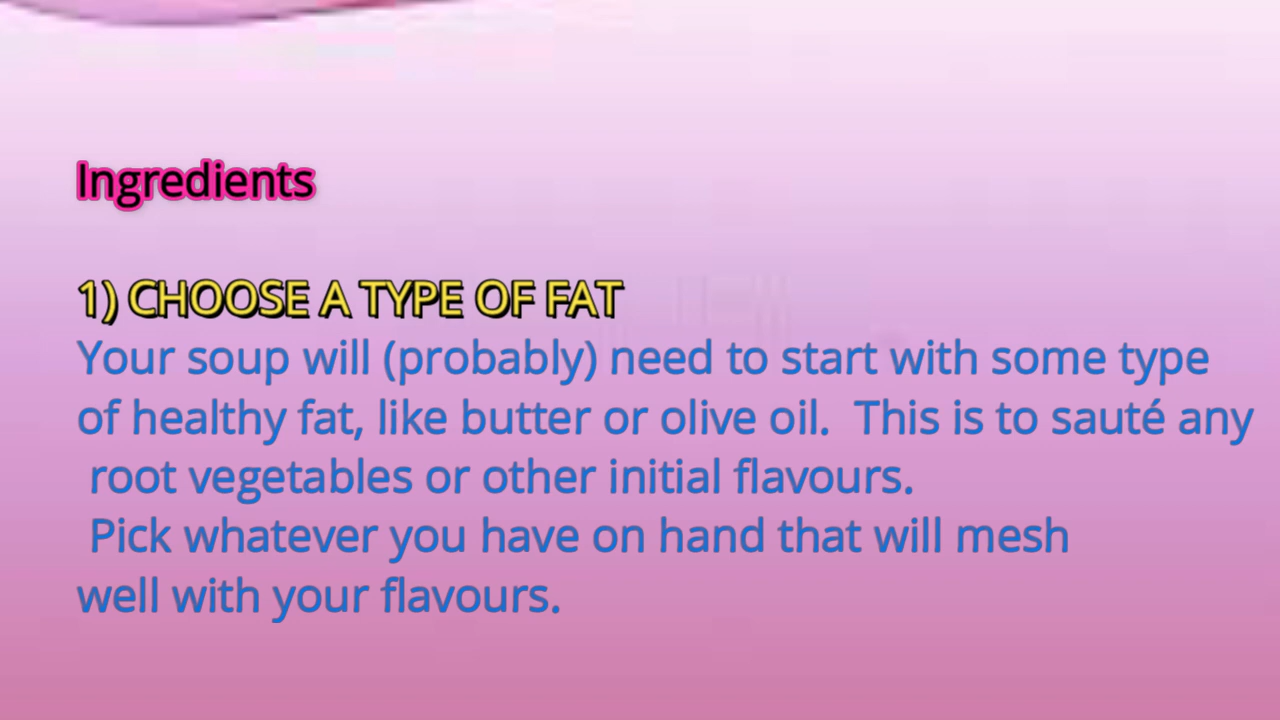 Ingredients
1) CHOOSE A TYPE OF FAT
Your soup will (probably) need to start with some type
of healthy fat, like butter or olive oil.  This is to sauté any
root vegetables or other initial flavours.
Pick whatever you have on hand that will mesh
well with your flavours.